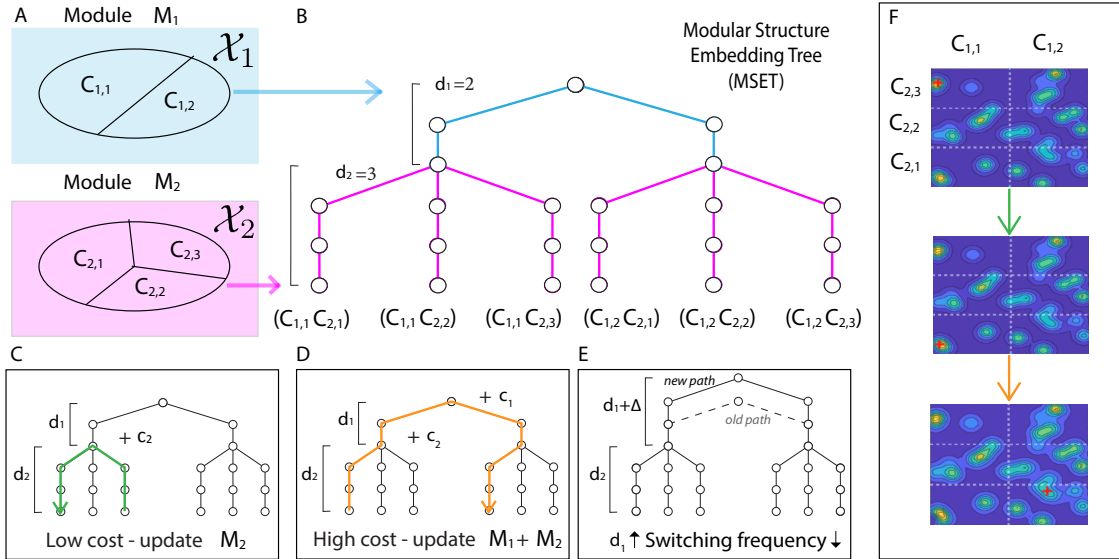 A
Module M₁
𝒳₁
C₁,₁
C₁,₂
Module M₂
𝒳₂
C₂,₁
C₂,₃
C₂,₂
B
Modular Structure
Embedding Tree
(MSET)
d₁=2
d₂=3
(C₁,₁ C₂,₁)
(C₁,₁ C₂,₂)
(C₁,₁ C₂,₃)
(C₁,₂ C₂,₁)
(C₁,₂ C₂,₂)
(C₁,₂ C₂,₃)
C
d₁
+ c₂
d₂
Low cost - update M₂
D
+ c₁
d₁
+ c₂
d₂
High cost - update M₁+ M₂
E
new path
d₁+Δ
old path
d₂
d₁ ↑ Switching frequency ↓
F
C₁,₁ C₁,₂
C₂,₃
C₂,₂
C₂,₁